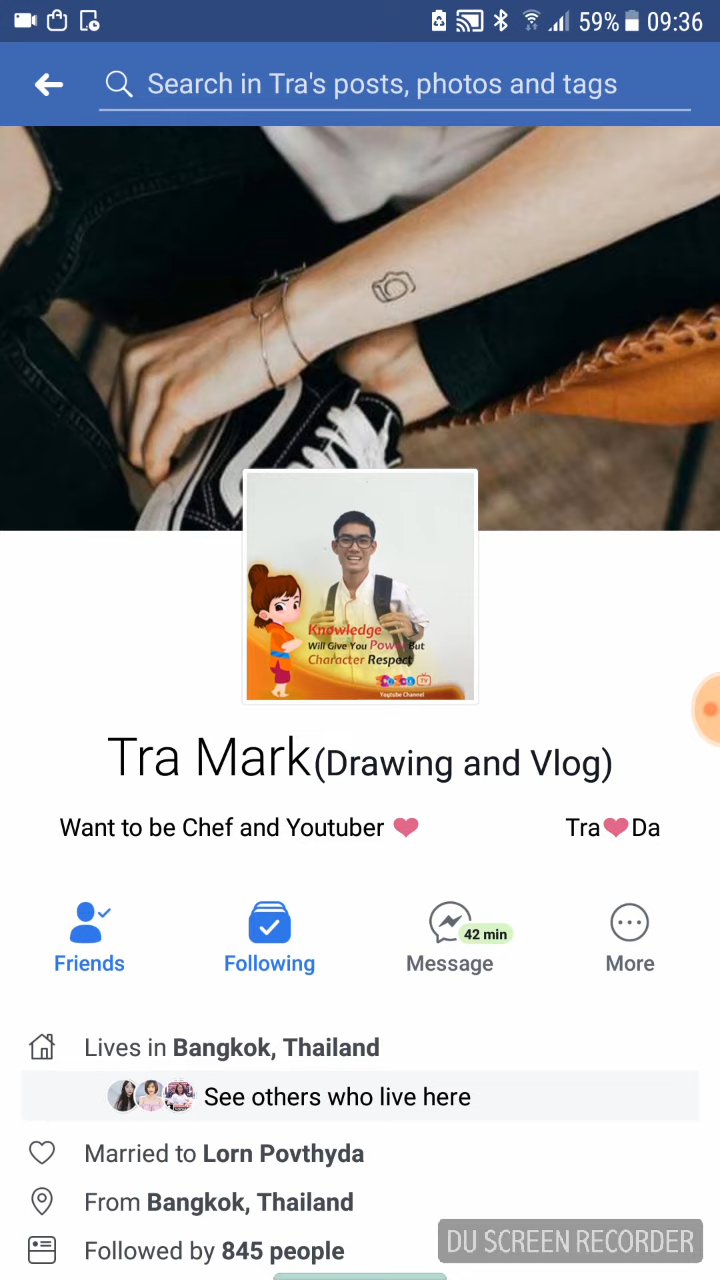 59% 09:36
Search in Tra's posts, photos and tags
Knowledge
Will Give You Power But
Character Respect
TV
Youtube Channel
Tra Mark(Drawing and Vlog)
Want to be Chef and Youtuber ❤ Tra❤Da
42 min
Friends Following Message More
Lives in Bangkok, Thailand
See others who live here
Married to Lorn Povthyda
From Bangkok, Thailand
Followed by 845 people
DU SCREEN RECORDER